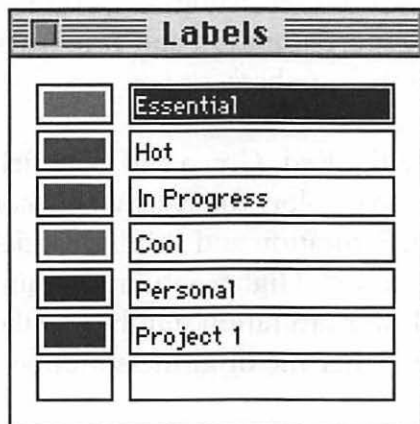 Labels
Essential
Hot
In Progress
Cool
Personal
Project 1